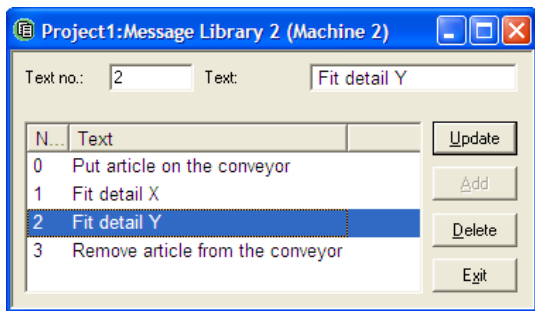 Project1:Message Library 2 (Machine 2)
Text no.: 2 Text: Fit detail Y
N... Text
0 Put article on the conveyor
1 Fit detail X
2 Fit detail Y
3 Remove article from the conveyor
Update
Add
Delete
Exit